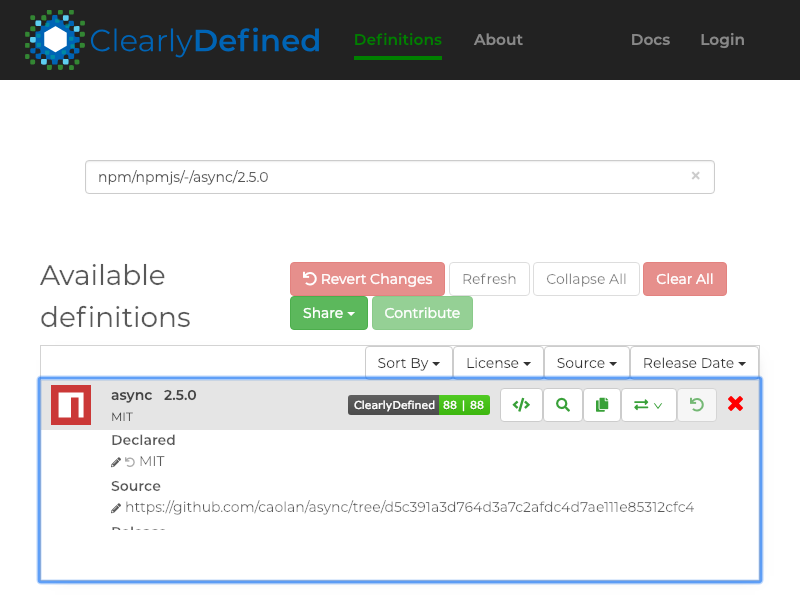 ClearlyDefined
Definitions
About
Docs
Login
npm/npmjs/-/async/2.5.0
×
Available
definitions
Revert Changes
Refresh
Collapse All
Clear All
Share
Contribute
Sort By
License
Source
Release Date
async 2.5.0
MIT
ClearlyDefined 88 | 88
Declared
MIT
Source
https://github.com/caolan/async/tree/d5c391a3d764d3a7c2afdc4d7ae111e85312cfc4